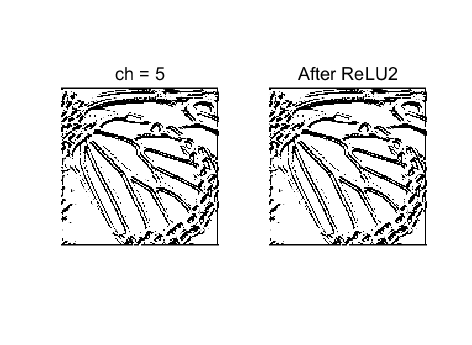 ch = 5
After ReLU2